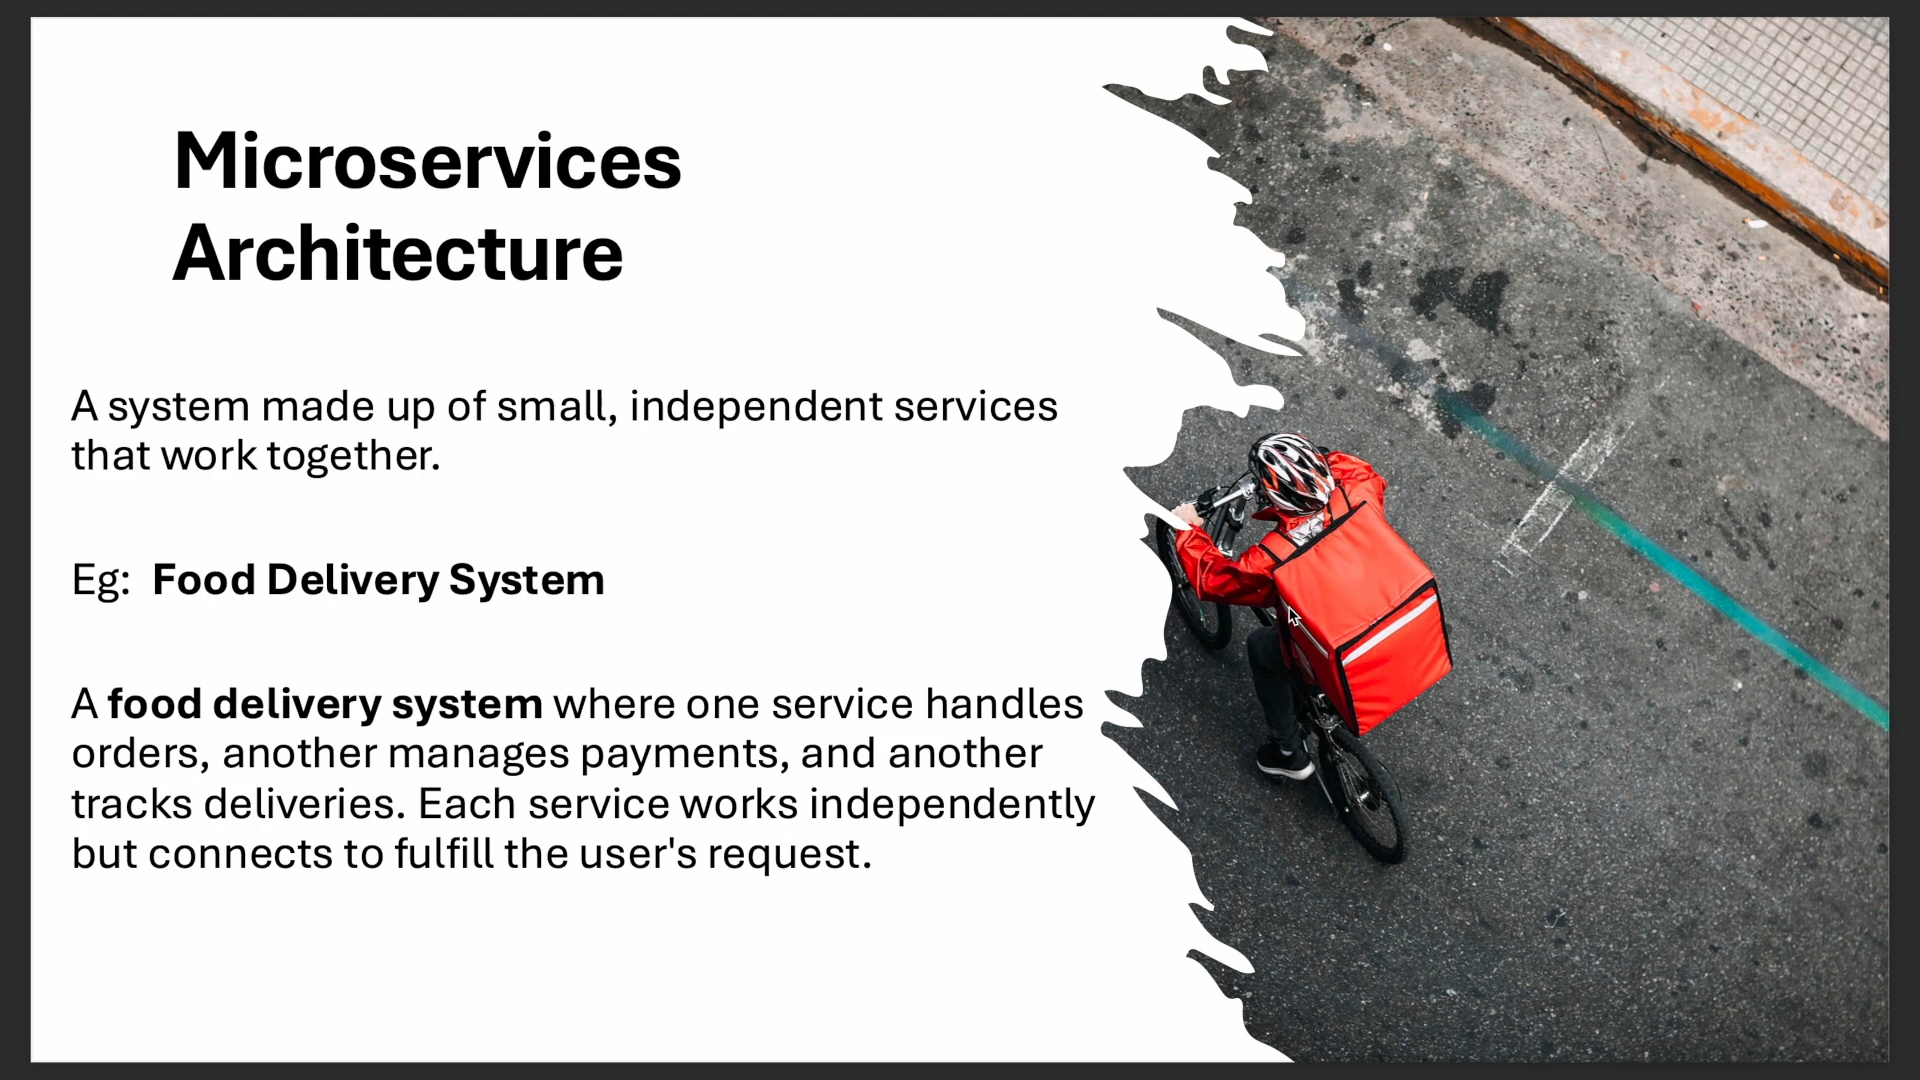 Microservices
Architecture
A system made up of small, independent services
that work together.
Eg: Food Delivery System
A food delivery system where one service handles
orders, another manages payments, and another
tracks deliveries. Each service works independently
but connects to fulfill the user's request.